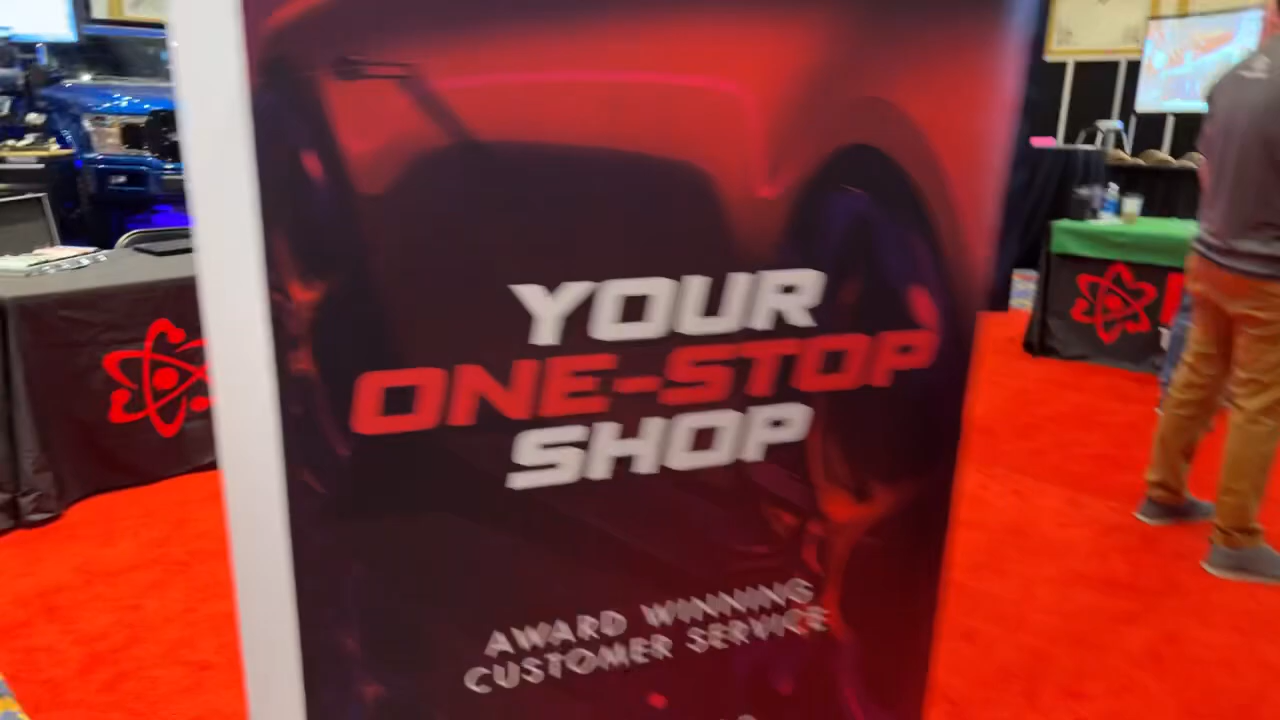 YOUR
ONE-STOP
SHOP
AWARD WINNING
CUSTOMER SERVICE